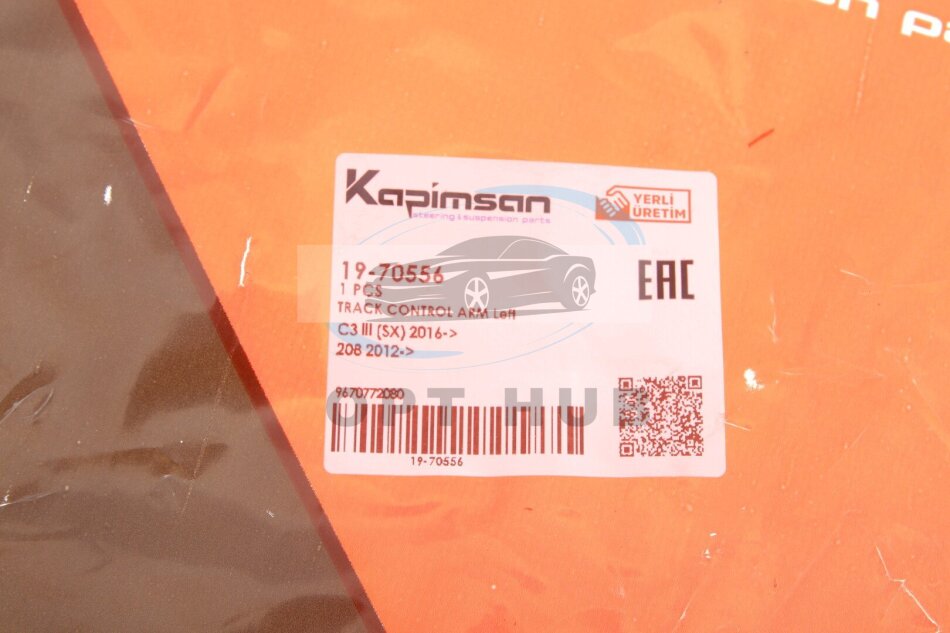 Kapimsan
steering & suspension parts
YERLİ
ÜRETİM
19-70556
1 PCS
TRACK CONTROL ARM Left
EAC
C3 III (SX) 2016->
208 2012->
9670772080
OPT HUB
19-70556